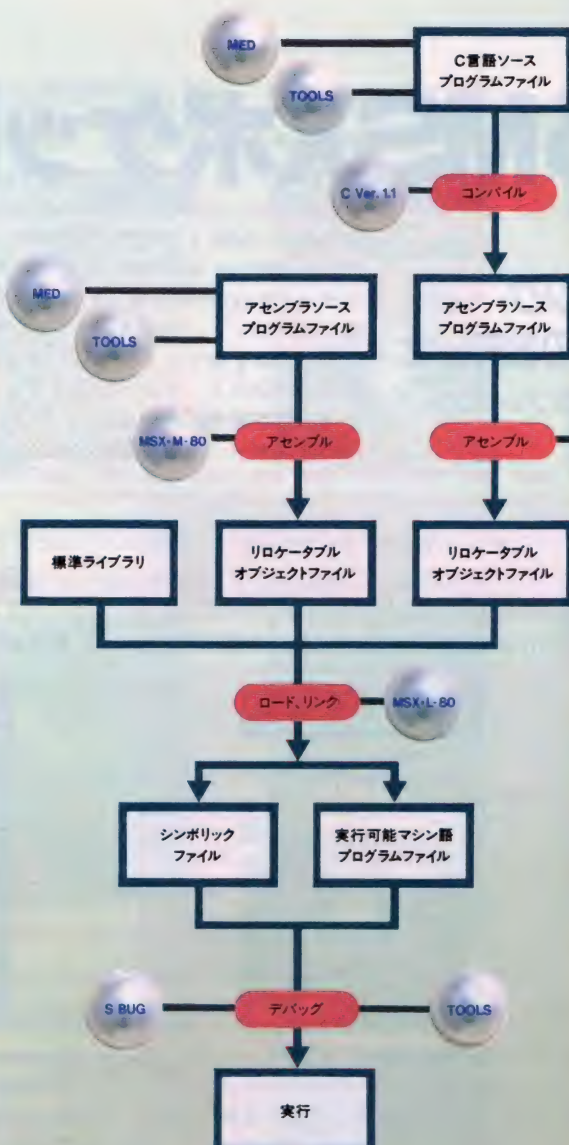 MED
C言語ソース
プログラムファイル
TOOLS
C Ver. 1.1
コンパイル
MED
アセンブラソース
プログラムファイル
アセンブラソース
プログラムファイル
TOOLS
MSX・M-80
アセンブル
アセンブル
標準ライブラリ
リロケータブル
オブジェクトファイル
リロケータブル
オブジェクトファイル
ロード、リンク
MSX・L-80
シンボリック
ファイル
実行可能マシン語
プログラムファイル
S BUG
デバッグ
TOOLS
実行